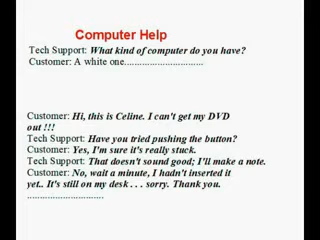 Computer Help
Tech Support: What kind of computer do you have?
Customer: A white one...............................
Customer: Hi, this is Celine. I can't get my DVD
out !!!
Tech Support: Have you tried pushing the button?
Customer: Yes, I'm sure it's really stuck.
Tech Support: That doesn't sound good; I'll make a note.
Customer: No, wait a minute, I hadn't inserted it
yet.. It's still on my desk . . . sorry. Thank you.
..............................